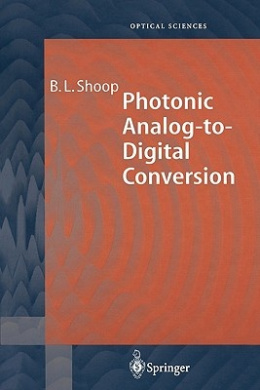 OPTICAL SCIENCES
B. L. Shoop
Photonic
Analog-to-
Digital
Conversion
Springer